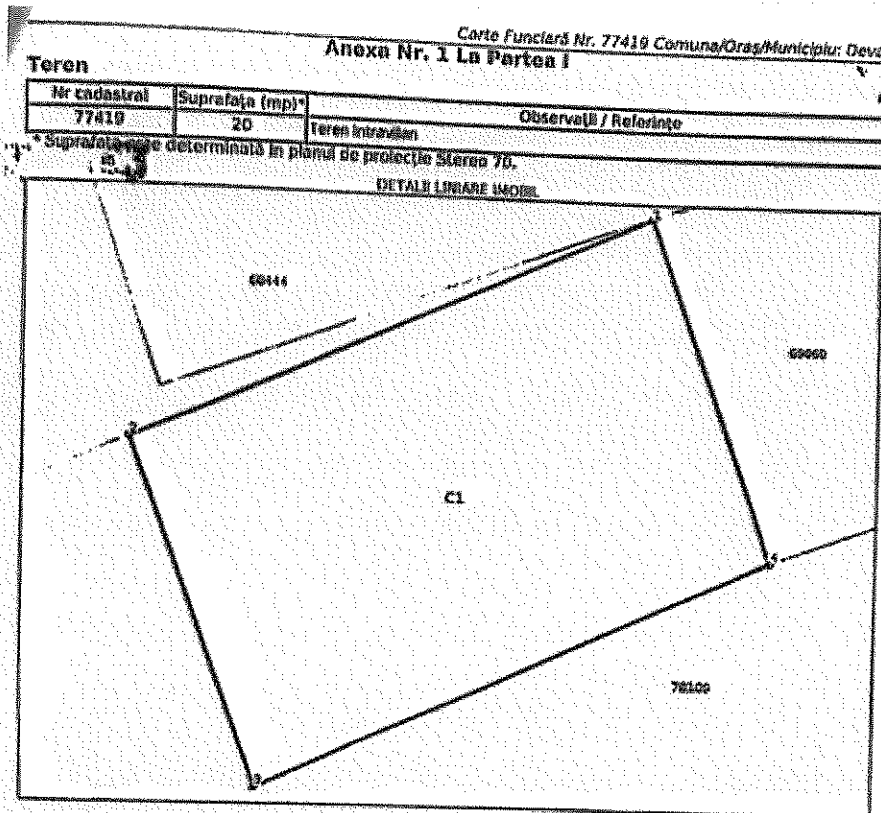 Carte Funciară Nr. 77419 Comuna/Oraş/Municipiu: Deva
Anexa Nr. 1 La Partea I
Teren
Nr cadastral Suprafaţa (mp)* Observaţii / Referinţe
77419 20 Teren intravilan
* Suprafaţa este determinată în planul de proiecţie Stereo 70.
DETALII LINIARE IMOBIL
1
69060
2
C1
4
78109
3